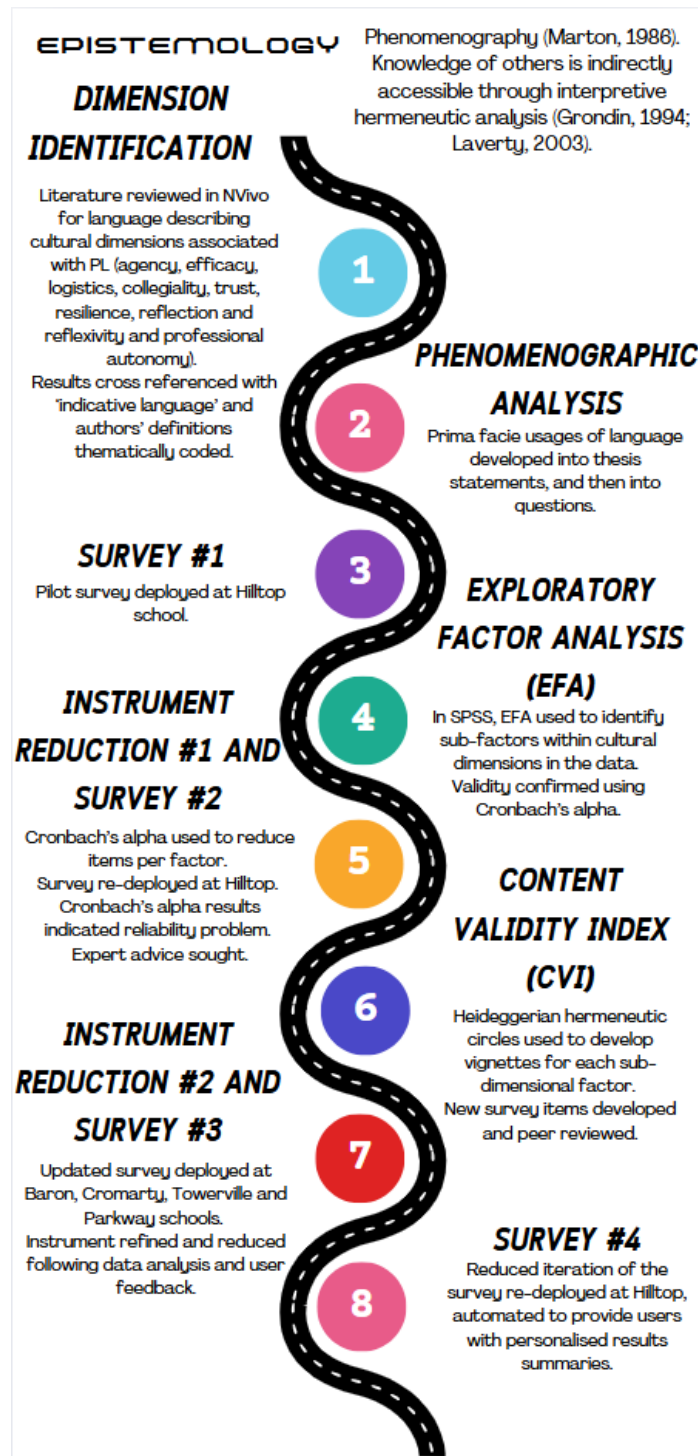 EPISTEMOLOGY
Phenomenography (Marton, 1986).
Knowledge of others is indirectly
accessible through interpretive
hermeneutic analysis (Grondin, 1994;
Laverty, 2003).
DIMENSION
IDENTIFICATION
Literature reviewed in NVivo
for language describing
cultural dimensions associated
with PL (agency, efficacy,
logistics, collegiality, trust,
resilience, reflection and
reflexivity and professional
autonomy).
Results cross referenced with
'indicative language' and
authors' definitions
thematically coded.
1
PHENOMENOGRAPHIC
ANALYSIS
Prima facie usages of language
developed into thesis
statements, and then into
questions.
2
SURVEY #1
Pilot survey deployed at Hilltop
school.
3
EXPLORATORY
FACTOR ANALYSIS
(EFA)
In SPSS, EFA used to identify
sub-factors within cultural
dimensions in the data.
Validity confirmed using
Cronbach's alpha.
4
INSTRUMENT
REDUCTION #1 AND
SURVEY #2
Cronbach's alpha used to reduce
items per factor.
Survey re-deployed at Hilltop.
Cronbach's alpha results
indicated reliability problem.
Expert advice sought.
5
CONTENT
VALIDITY INDEX
(CVI)
Heideggerian hermeneutic
circles used to develop
vignettes for each sub-
dimensional factor.
New survey items developed
and peer reviewed.
6
INSTRUMENT
REDUCTION #2 AND
SURVEY #3
Updated survey deployed at
Baron, Cromarty, Towerville and
Parkway schools.
Instrument refined and reduced
following data analysis and user
feedback.
7
SURVEY #4
Reduced iteration of the
survey re-deployed at Hilltop,
automated to provide users
with personalised results
summaries.
8